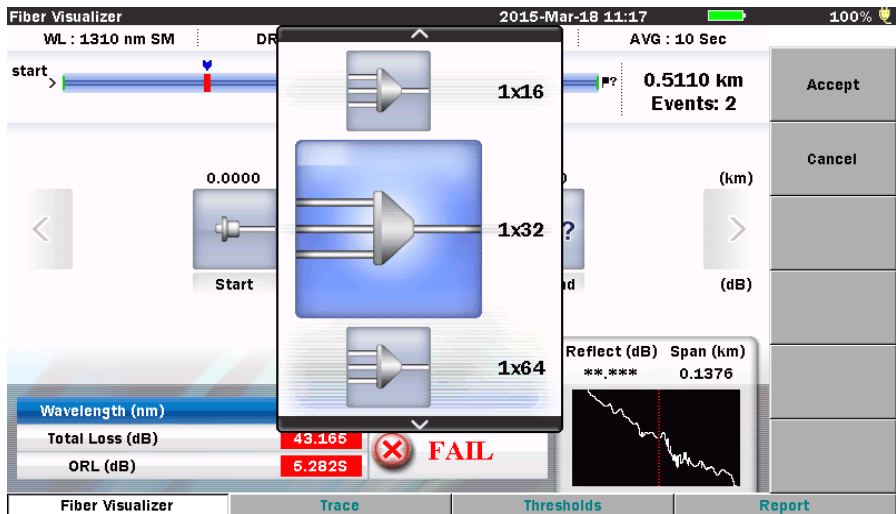 Fiber Visualizer 2015-Mar-18 11:17 100%
WL : 1310 nm SM DR AVG : 10 Sec
start
> ? 0.5110 km
Events: 2
Accept
1x16
Cancel
0.0000 (km)
< 1x32 ? >
Start (dB)
Reflect (dB) Span (km)
1x64 **.*** 0.1376
Wavelength (nm)
Total Loss (dB) 43.165
FAIL
ORL (dB) 5.282S
Fiber Visualizer Trace Thresholds Report